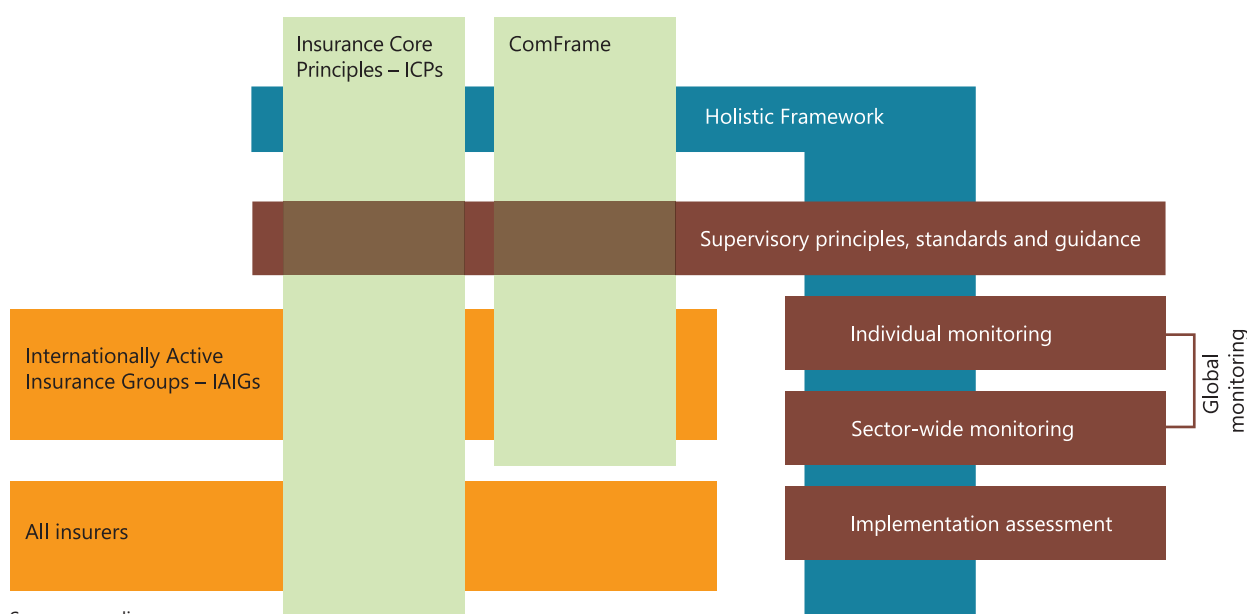 Insurance Core
Principles – ICPs
ComFrame
Holistic Framework
Supervisory principles, standards and guidance
Internationally Active
Insurance Groups – IAIGs
Individual monitoring
Sector-wide monitoring
Global
monitoring
All insurers
Implementation assessment